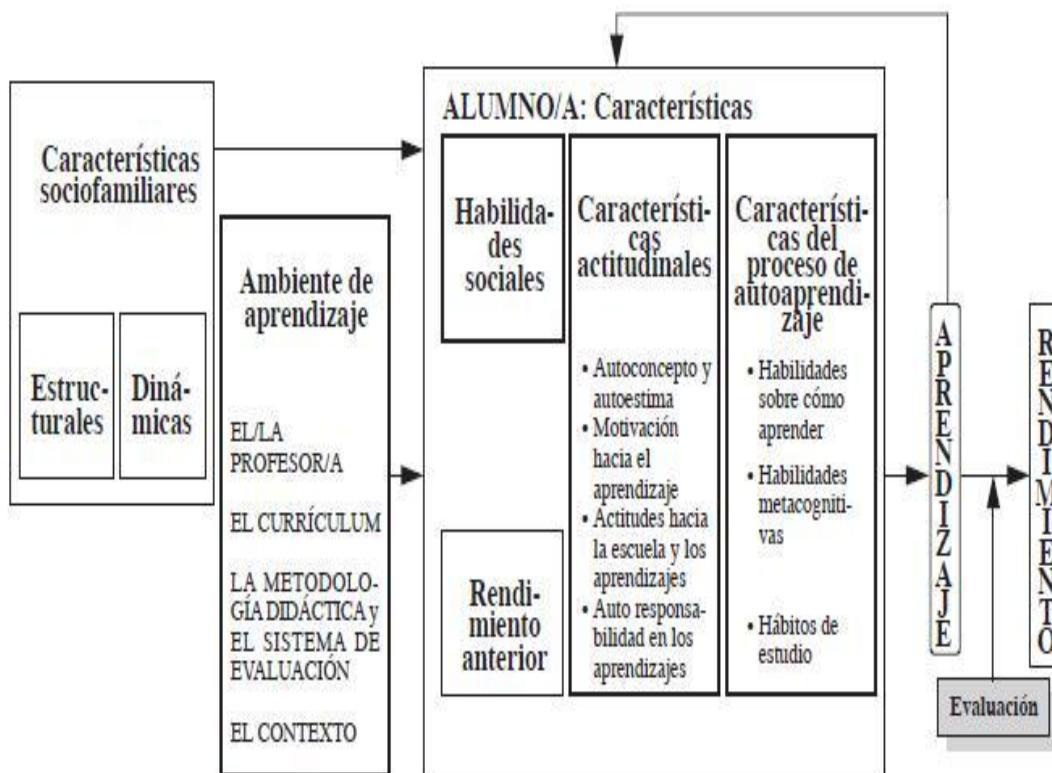 Característícas
sociofamiliares
Estruc-
turales
Diná-
micas
Ambiente de
aprendizaje
EL/LA
PROFESOR/A
EL CURRÍCULUM
LA METODOLO-
GÍA DIDÁCTICA y
EL SISTEMA DE
EVALUACIÓN
EL CONTEXTO
ALUMNO/A: Característícas
Habilida-
des
sociales
Rendi-
miento
anterior
Característi-
cas
actitudinales
• Autoconcepto y
autoestima
• Motivación
hacia el
aprendizaje
• Actitudes hacia
la escuela y los
aprendizajes
• Auto responsa-
bilidad en los
aprendizajes
Característi-
cas del
proceso de
autoaprendi-
zaje
• Habilidades
sobre cómo
aprender
• Habilidades
metacogniti-
vas
• Hábitos de
estudio
APRENDIZAJE
Evaluación
RENDIMIENTO